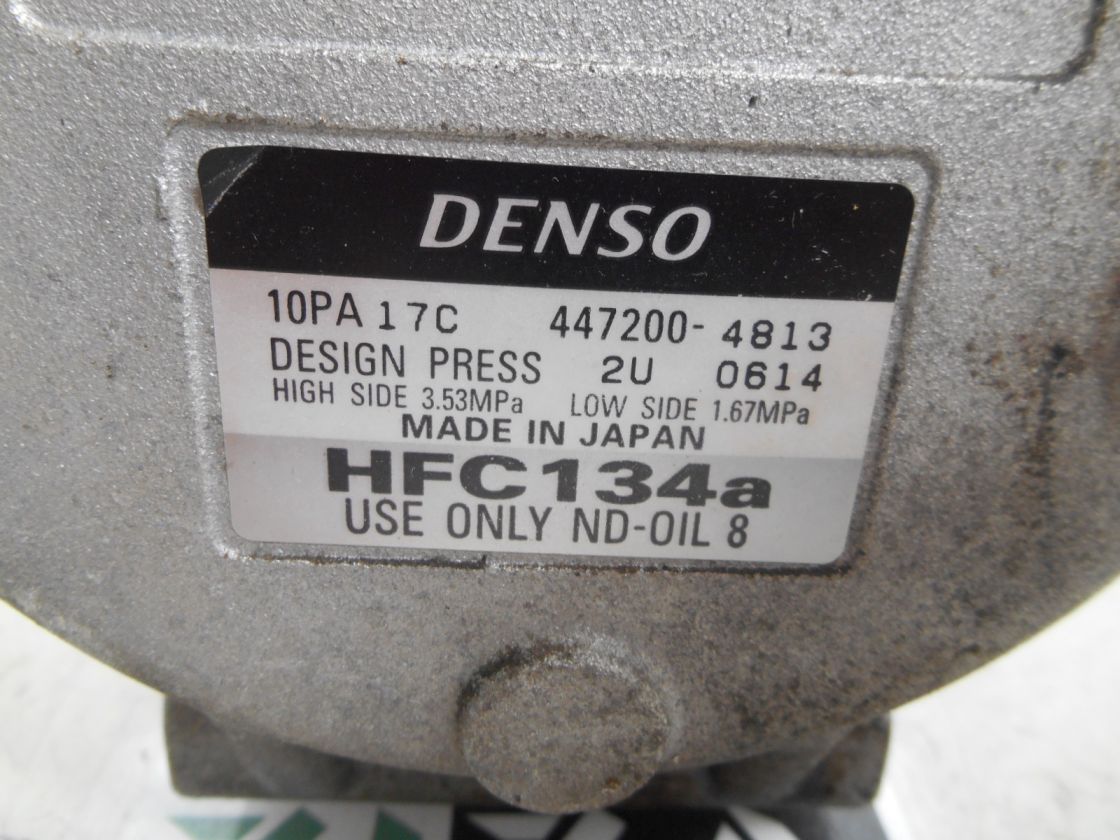 DENSO
10PA 17C 447200-4813
DESIGN PRESS 2U 0614
HIGH SIDE 3.53MPa LOW SIDE 1.67MPa
MADE IN JAPAN
HFC134a
USE ONLY ND-OIL 8